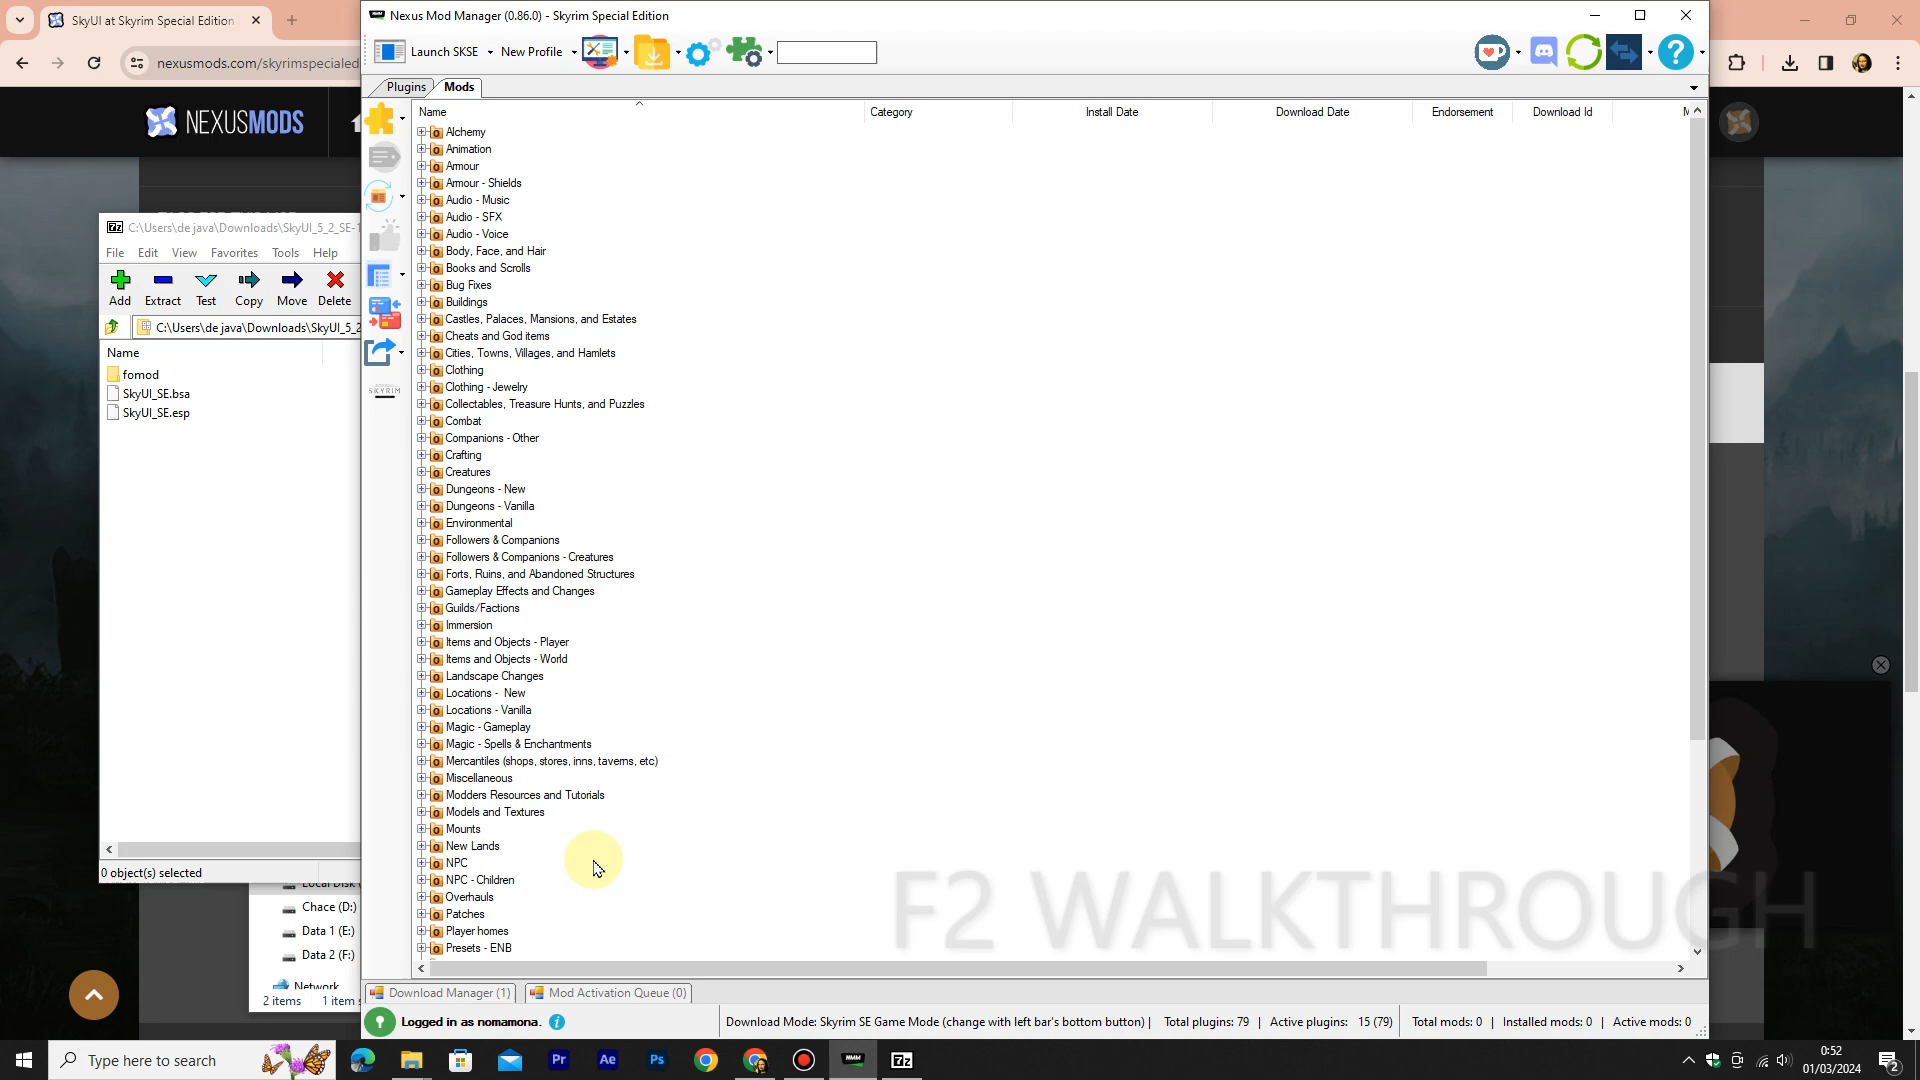 SkyUI at Skyrim Special Edition
nexusmods.com/skyrimspecialed
NEXUSMODS
Nexus Mod Manager (0.86.0) - Skyrim Special Edition
Launch SKSE
New Profile
Plugins
Mods
Name
Category
Install Date
Download Date
Endorsement
Download Id
Alchemy
Animation
Armour
Armour - Shields
Audio - Music
Audio - SFX
Audio - Voice
Body, Face, and Hair
Books and Scrolls
Bug Fixes
Buildings
Castles, Palaces, Mansions, and Estates
Cheats and God items
Cities, Towns, Villages, and Hamlets
Clothing
Clothing - Jewelry
Collectables, Treasure Hunts, and Puzzles
Combat
Companions - Other
Crafting
Creatures
Dungeons - New
Dungeons - Vanilla
Environmental
Followers & Companions
Followers & Companions - Creatures
Forts, Ruins, and Abandoned Structures
Gameplay Effects and Changes
Guilds/Factions
Immersion
Items and Objects - Player
Items and Objects - World
Landscape Changes
Locations - New
Locations - Vanilla
Magic - Gameplay
Magic - Spells & Enchantments
Mercantiles (shops, stores, inns, taverns, etc)
Miscellaneous
Modders Resources and Tutorials
Models and Textures
Mounts
New Lands
NPC
NPC - Children
Overhauls
Patches
Player homes
Presets - ENB
SKYRIM
C:\Users\de java\Downloads\SkyUI_5_2_SE-1
File Edit View Favorites Tools Help
Add Extract Test Copy Move Delete
C:\Users\de java\Downloads\SkyUI_5_2
Name
fomod
SkyUI_SE.bsa
SkyUI_SE.esp
0 object(s) selected
Chace (D:)
Data 1 (E:)
Data 2 (F:)
Network
2 items 1 item s
F2 WALKTHROUGH
Download Manager (1)
Mod Activation Queue (0)
Logged in as nomamona.
Download Mode: Skyrim SE Game Mode (change with left bar's bottom button) | Total plugins: 79 | Active plugins: 15 (79)
Total mods: 0 | Installed mods: 0 | Active mods: 0
Type here to search
Pr
Ae
Ps
NMM
7z
0:52
01/03/2024
2